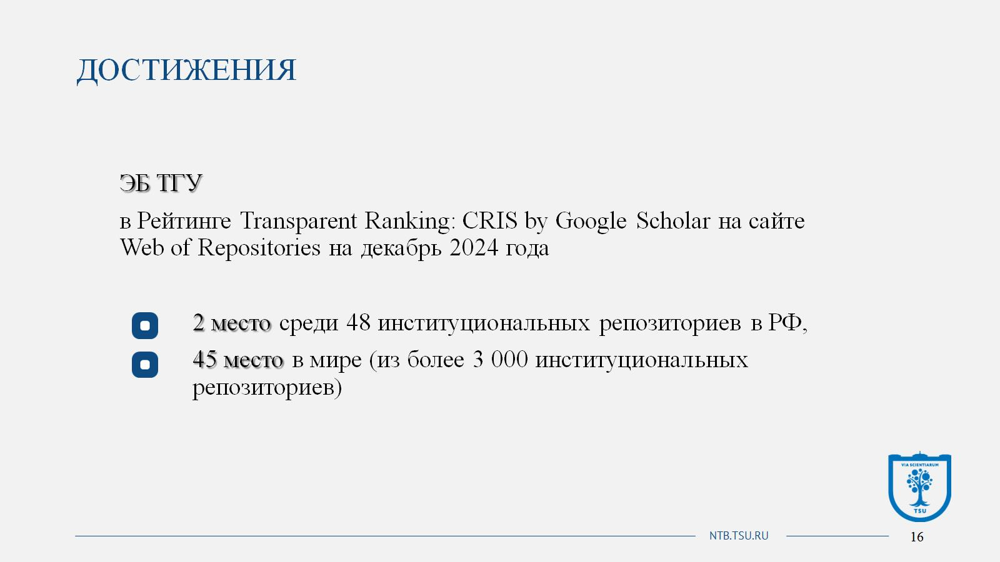 ДОСТИЖЕНИЯ
ЭБ ТГУ
в Рейтинге Transparent Ranking: CRIS by Google Scholar на сайте
Web of Repositories на декабрь 2024 года
2 место среди 48 институциональных репозиториев в РФ,
45 место в мире (из более 3 000 институциональных
репозиториев)
VIA SCIENTIARUM
TSU
NTB.TSU.RU
16